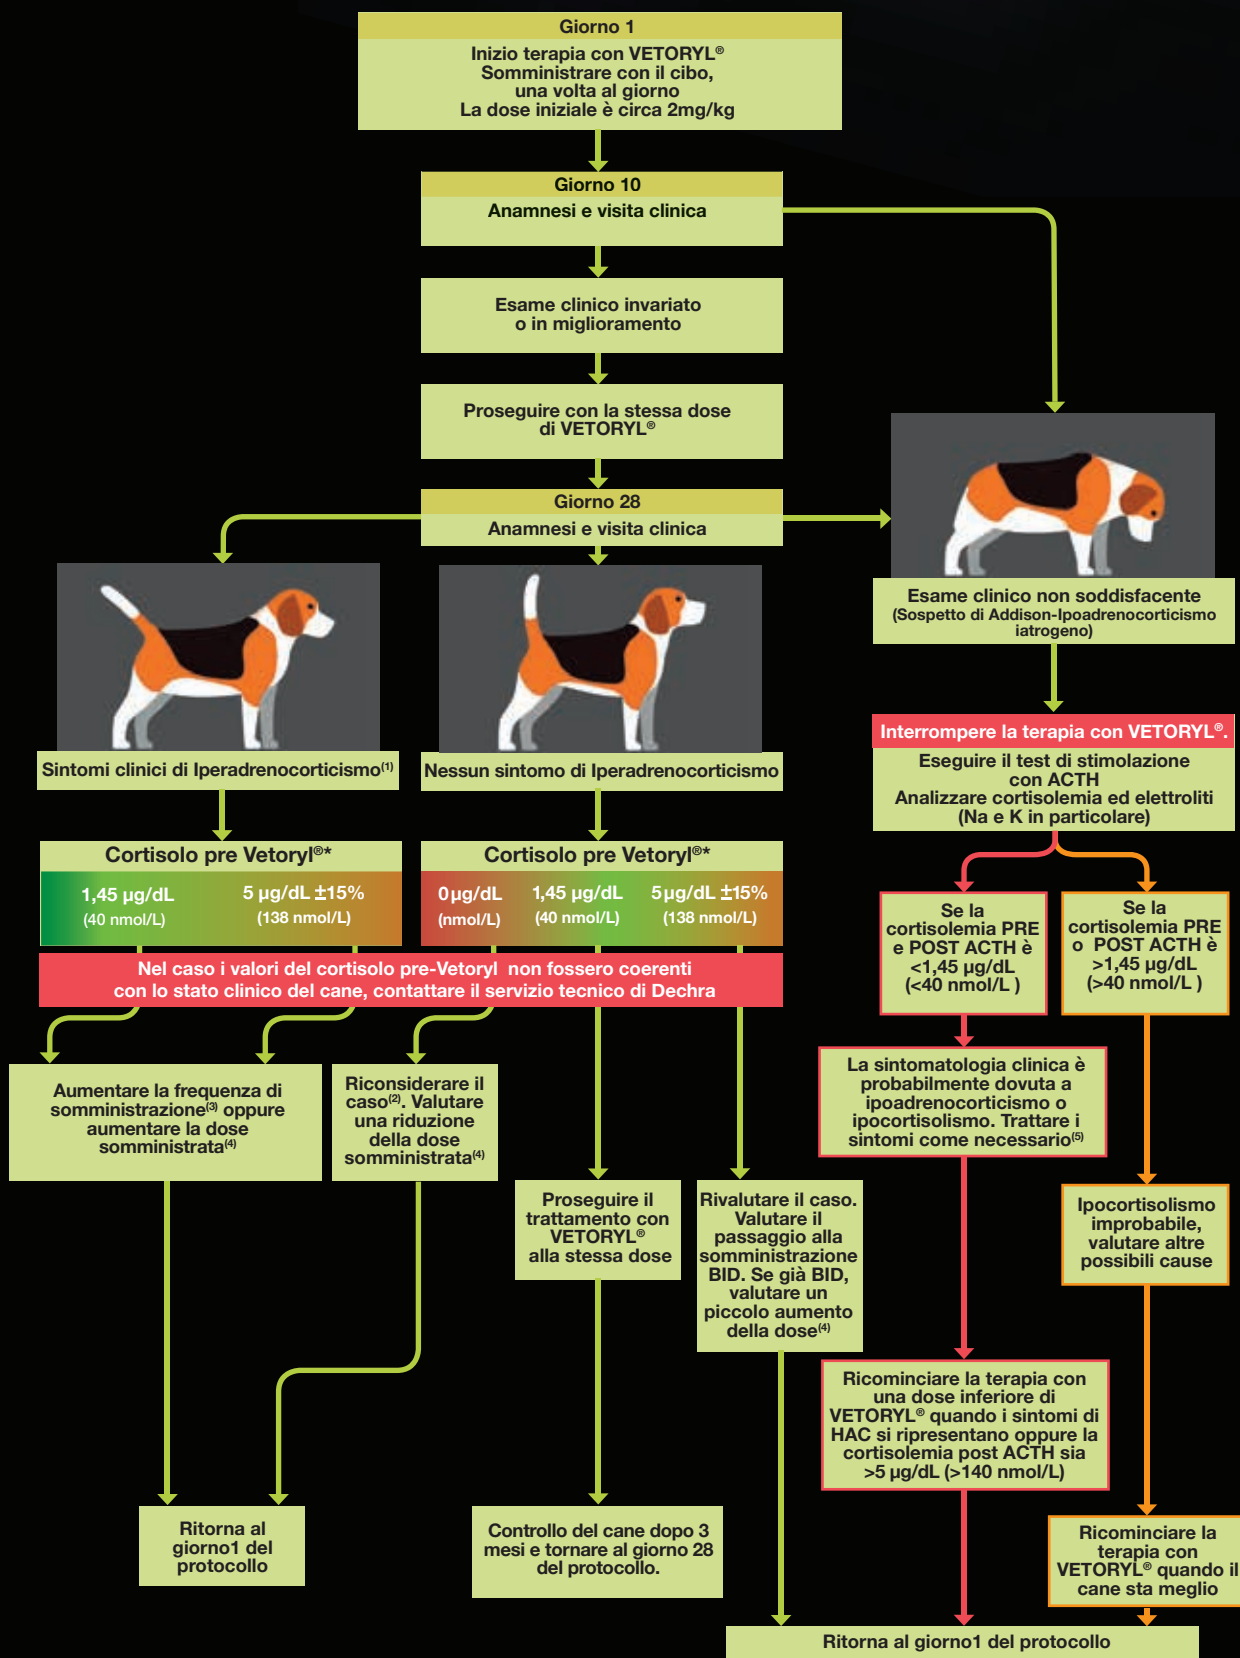 Giorno 1
Inizio terapia con VETORYL®
Somministrare con il cibo,
una volta al giorno
La dose iniziale è circa 2mg/kg
Giorno 10
Anamnesi e visita clinica
Esame clinico invariato
o in miglioramento
Proseguire con la stessa dose
di VETORYL®
Giorno 28
Anamnesi e visita clinica
Esame clinico non soddisfacente
(Sospetto di Addison-Ipoadrenocorticismo
iatrogeno)
Interrompere la terapia con VETORYL®.
Eseguire il test di stimolazione
con ACTH
Analizzare cortisolemia ed elettroliti
(Na e K in particolare)
Sintomi clinici di Iperadrenocorticismo(1)
Nessun sintomo di Iperadrenocorticismo
Cortisolo pre Vetoryl®*
1,45 µg/dL 5 µg/dL ±15%
(40 nmol/L) (138 nmol/L)
Cortisolo pre Vetoryl®*
0 µg/dL 1,45 µg/dL 5 µg/dL ±15%
(nmol/L) (40 nmol/L) (138 nmol/L)
Nel caso i valori del cortisolo pre-Vetoryl non fossero coerenti
con lo stato clinico del cane, contattare il servizio tecnico di Dechra
Se la
cortisolemia PRE
e POST ACTH è
<1,45 µg/dL
(<40 nmol/L )
Se la
cortisolemia PRE
o POST ACTH è
>1,45 µg/dL
(>40 nmol/L )
Aumentare la frequenza di
somministrazione(3) oppure
aumentare la dose
somministrata(4)
Riconsiderare il
caso(2). Valutare
una riduzione
della dose
somministrata(4)
Proseguire il
trattamento con
VETORYL®
alla stessa dose
Rivalutare il caso.
Valutare il
passaggio alla
somministrazione
BID. Se già BID,
valutare un
piccolo aumento
della dose(4)
La sintomatologia clinica è
probabilmente dovuta a
ipoadrenocorticismo o
ipocortisolismo. Trattare i
sintomi come necessario(5)
Ipocortisolismo
improbabile,
valutare altre
possibili cause
Ricominciare la terapia con
una dose inferiore di
VETORYL® quando i sintomi di
HAC si ripresentano oppure la
cortisolemia post ACTH sia
>5 µg/dL (>140 nmol/L)
Ritorna al
giorno1 del
protocollo
Controllo del cane dopo 3
mesi e tornare al giorno 28
del protocollo.
Ricominciare la
terapia con
VETORYL® quando il
cane sta meglio
Ritorna al giorno1 del protocollo